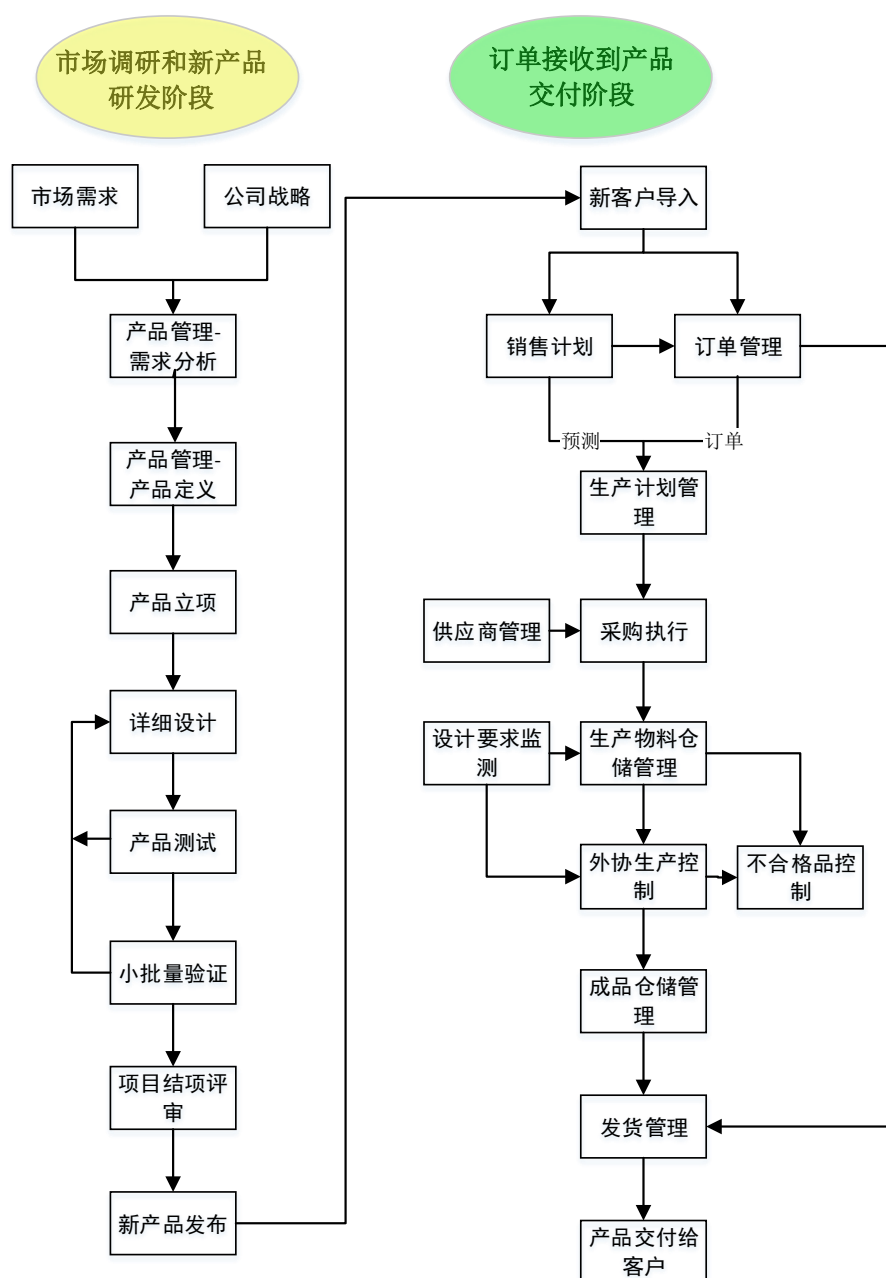 市场调研和新产品
研发阶段
订单接收到产品
交付阶段
市场需求
公司战略
产品管理-
需求分析
产品管理-
产品定义
产品立项
详细设计
产品测试
小批量验证
项目结项评
审
新产品发布
新客户导入
销售计划
订单管理
预测
订单
生产计划管
理
供应商管理
采购执行
设计要求监
测
生产物料仓
储管理
外协生产控
制
不合格品控
制
成品仓储管
理
发货管理
产品交付给
客户